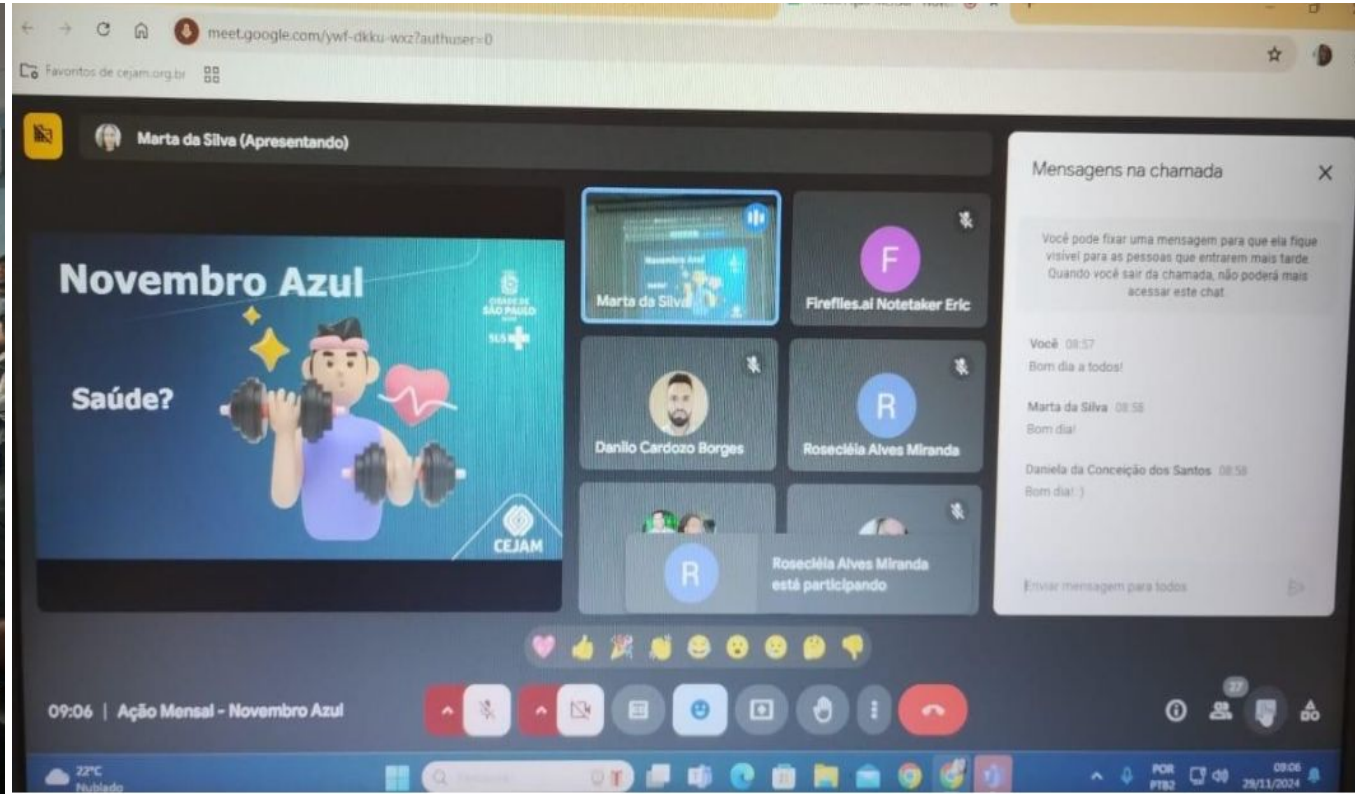 meet.google.com/ywf-dkku-wxz?authuser=0
Favoritos de cejam.org.br
Marta da Silva (Apresentando)
Novembro Azul
CIDADE DE
SÃO PAULO
SUS
Saúde?
CEJAM
Novembro Azul
Marta da Silva
Fireflies.ai Notetaker Eric
Danilo Cardozo Borges
R
Roseciéia Alves Miranda
F
R
Roseciéia Alves Miranda
está participando
Mensagens na chamada
Você pode fixar uma mensagem para que ela fique
visível para as pessoas que entrarem mais tarde.
Quando você sair da chamada, não poderá mais
acessar este chat.
Você 08:57
Bom dia a todos!
Marta da Silva 08:58
Bom dia!
Daniela da Conceição dos Santos 08:58
Bom dia! :)
Enviar mensagem para todos
09:06 | Ação Mensal - Novembro Azul
27
22°C
Nublado
POR
PTB2
09:06
29/11/2024